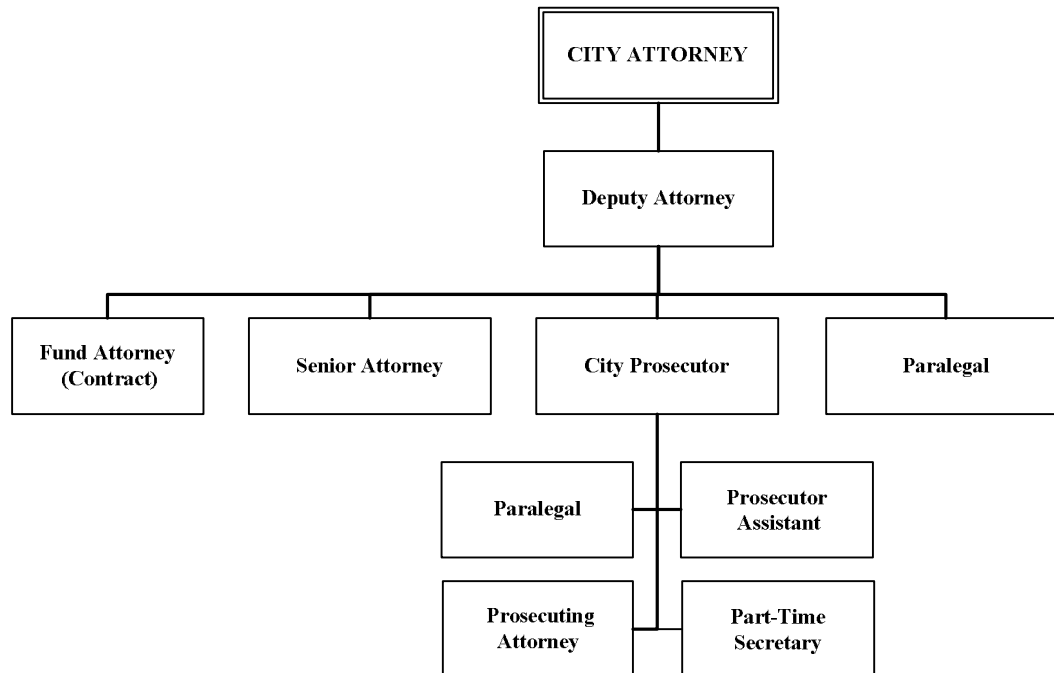 CITY ATTORNEY
Deputy Attorney
Fund Attorney
(Contract)
Senior Attorney
City Prosecutor
Paralegal
Paralegal
Prosecutor
Assistant
Prosecuting
Attorney
Part-Time
Secretary